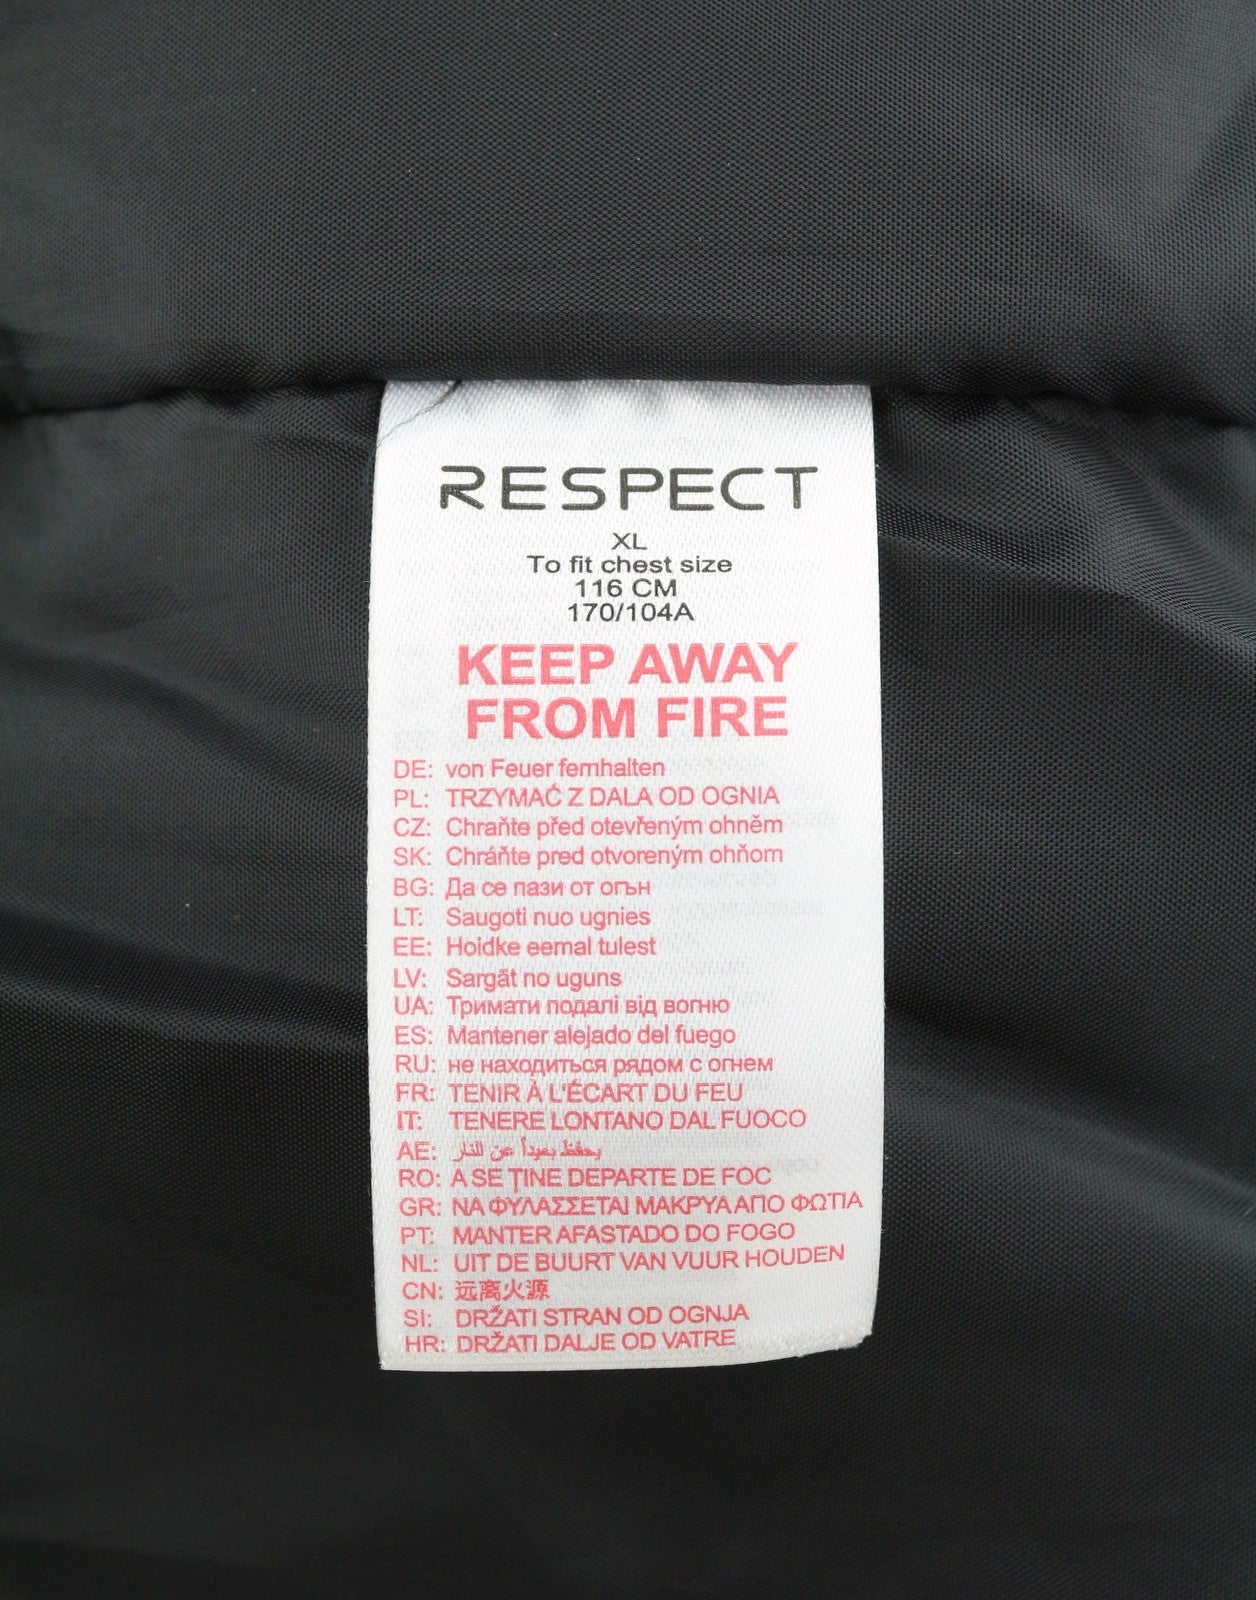 RESPECT
XL
To fit chest size
116 CM
170/104A
KEEP AWAY
FROM FIRE
DE: von Feuer fernhalten
PL: TRZYMAĆ Z DALA OD OGNIA
CZ: Chraňte před otevřeným ohněm
SK: Chráňte pred otvoreným ohňom
BG: Да се пази от огън
LT: Saugoti nuo ugnies
EE: Hoidke eemal tulest
LV: Sargāt no uguns
UA: Тримати подалі від вогню
ES: Mantener alejado del fuego
RU: не находиться рядом с огнем
FR: TENIR À L'ÉCART DU FEU
IT: TENERE LONTANO DAL FUOCO
AE: يحفظ بعيداً عن النار
RO: A SE ȚINE DEPARTE DE FOC
GR: ΝΑ ΦΥΛΑΣΣΕΤΑΙ ΜΑΚΡΥΑ ΑΠΟ ΦΩΤΙΑ
PT: MANTER AFASTADO DO FOGO
NL: UIT DE BUURT VAN VUUR HOUDEN
CN: 远离火源
SI: DRŽATI STRAN OD OGNJA
HR: DRŽATI DALJE OD VATRE